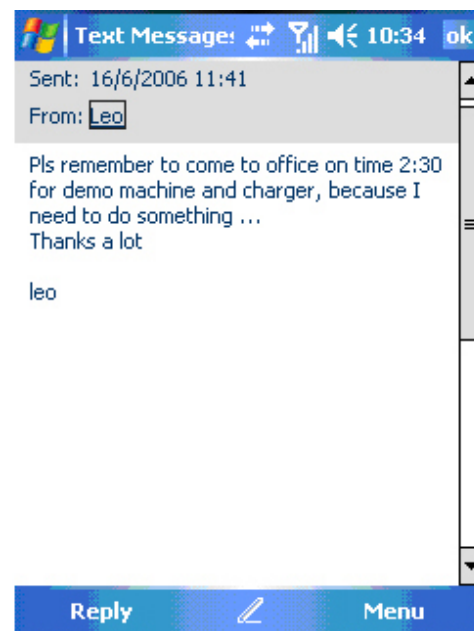 Text Messages 10:34 ok
Sent: 16/6/2006 11:41
From: Leo
Pls remember to come to office on time 2:30
for demo machine and charger, because I
need to do something ...
Thanks a lot
leo
Reply Menu